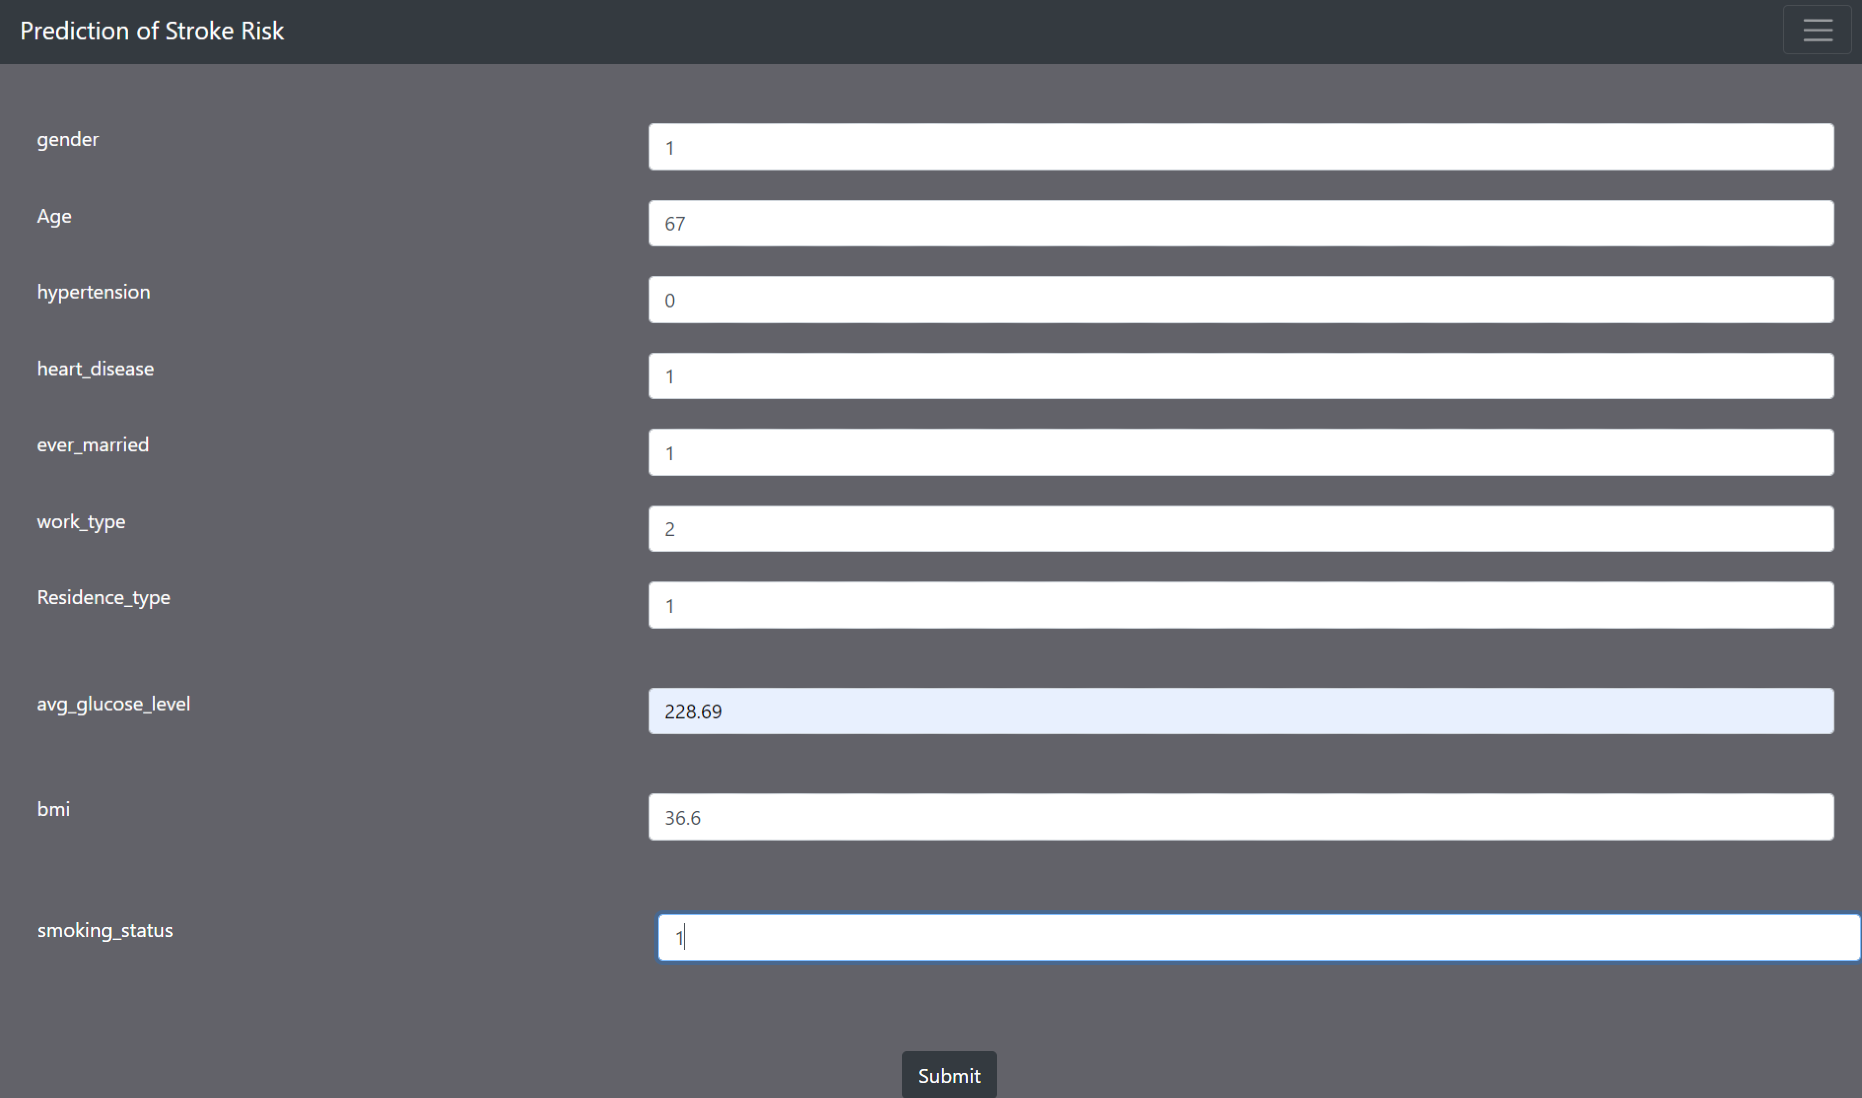 Prediction of Stroke Risk
gender 1
Age 67
hypertension 0
heart_disease 1
ever_married 1
work_type 2
Residence_type 1
avg_glucose_level 228.69
bmi 36.6
smoking_status 1
Submit